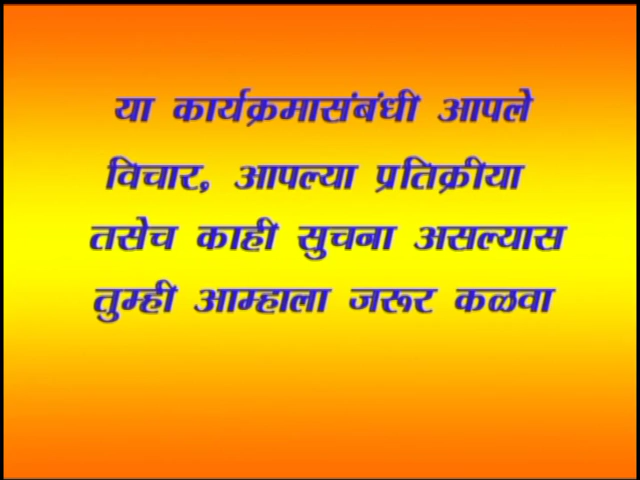 या कार्यक्रमासंबंधी आपले
विचार, आपल्या प्रतिक्रीया
तसेच काही सुचना असल्यास
तुम्ही आम्हाला जरूर कळवा